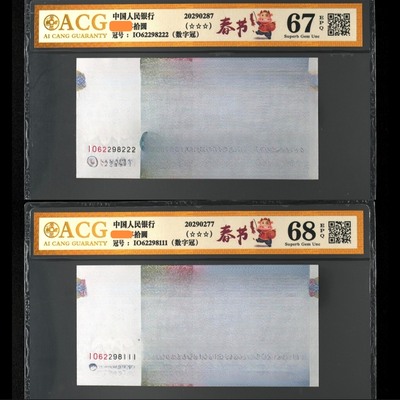 ACG
AI CANG GUARANTY
中国人民银行
拾圆
冠号：IO62298222（数字冠）
20290287
(☆☆☆)
春节
67 EPQ
Superb Gem Unc
IO62298222
ACG
AI CANG GUARANTY
中国人民银行
拾圆
冠号：IO62298111（数字冠）
20290277
(☆☆☆)
春节
68 EPQ
Superb Gem Unc
IO62298111